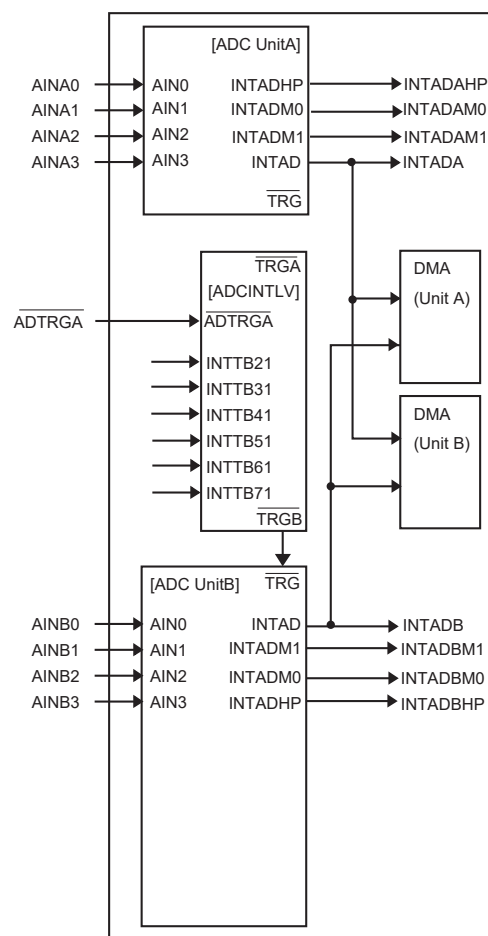 [ADC UnitA]
AINA0 AIN0 INTADHP INTADAHP
AINA1 AIN1 INTADM0 INTADAM0
AINA2 AIN2 INTADM1 INTADAM1
AINA3 AIN3 INTAD INTADA
TRG
TRGA
[ADCINTLV]
ADTRGA ADTRGA
INTTB21
INTTB31
INTTB41
INTTB51
INTTB61
INTTB71
TRGB
DMA
(Unit A)
DMA
(Unit B)
[ADC UnitB] TRG
AINB0 AIN0 INTAD INTADB
AINB1 AIN1 INTADM1 INTADBM1
AINB2 AIN2 INTADM0 INTADBM0
AINB3 AIN3 INTADHP INTADBHP